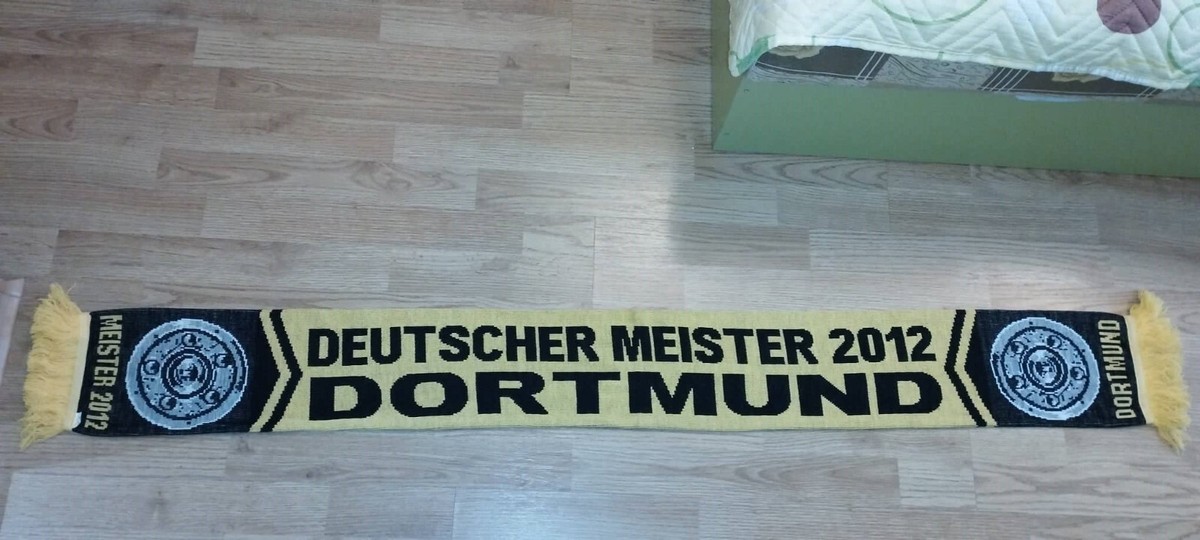 MEISTER 2012
DEUTSCHER MEISTER 2012
DORTMUND
DORTMUND